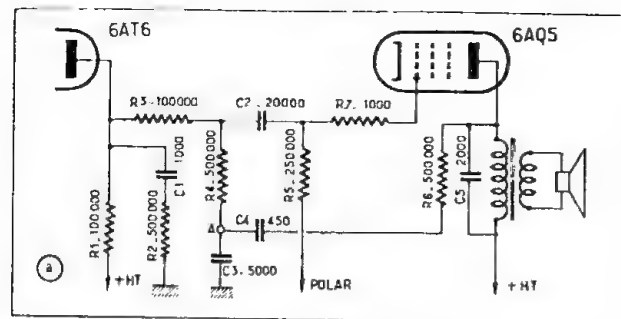 6AT6
6AQ5
R3.100000
C2.20000
R7.1000
C1 1000
R4.500000
R5.250000
R6.500000
C5.2000
R1.100000
R2.500000
A
C4 450
C3.5000
a
+HT
POLAR
+HT